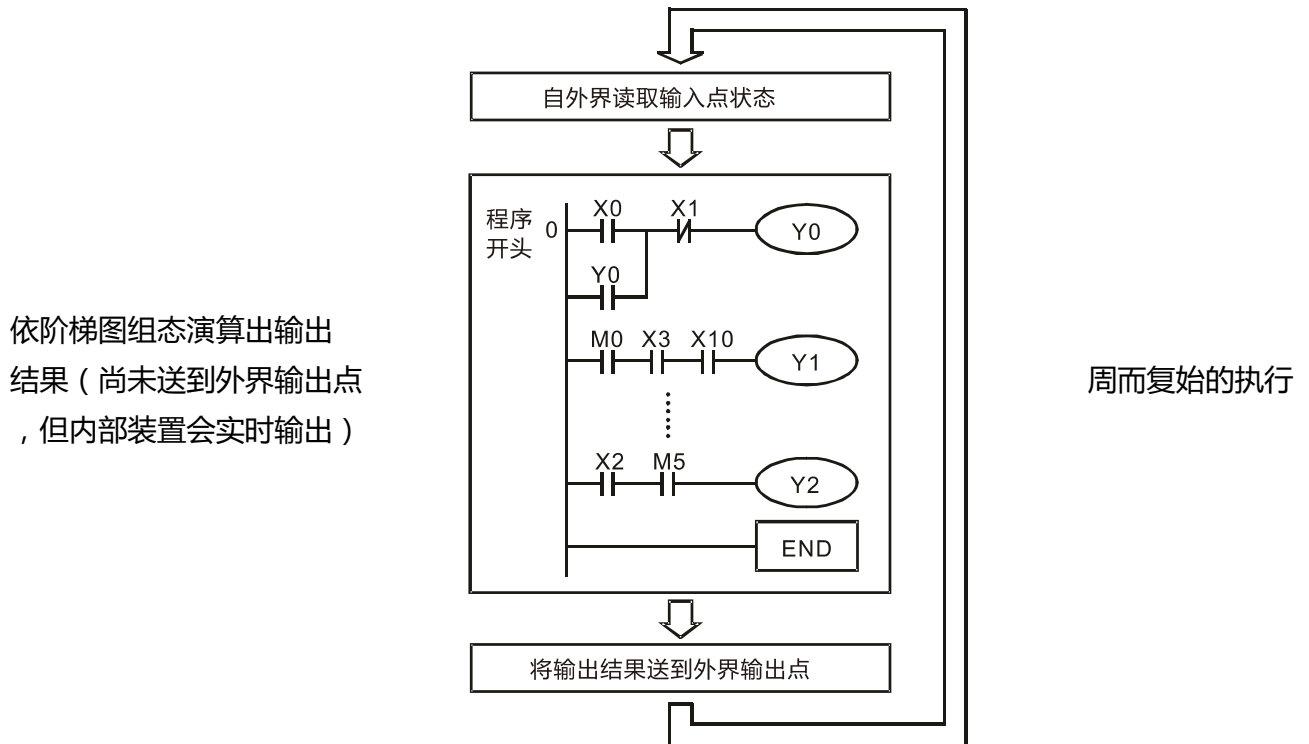 自外界读取输入点状态
程序
开头
0
X0
X1
Y0
Y0
M0
X3
X10
Y1
X2
M5
Y2
END
将输出结果送到外界输出点
依阶梯图组态演算出输出
结果（尚未送到外界输出点
，但内部装置会实时输出）
周而复始的执行